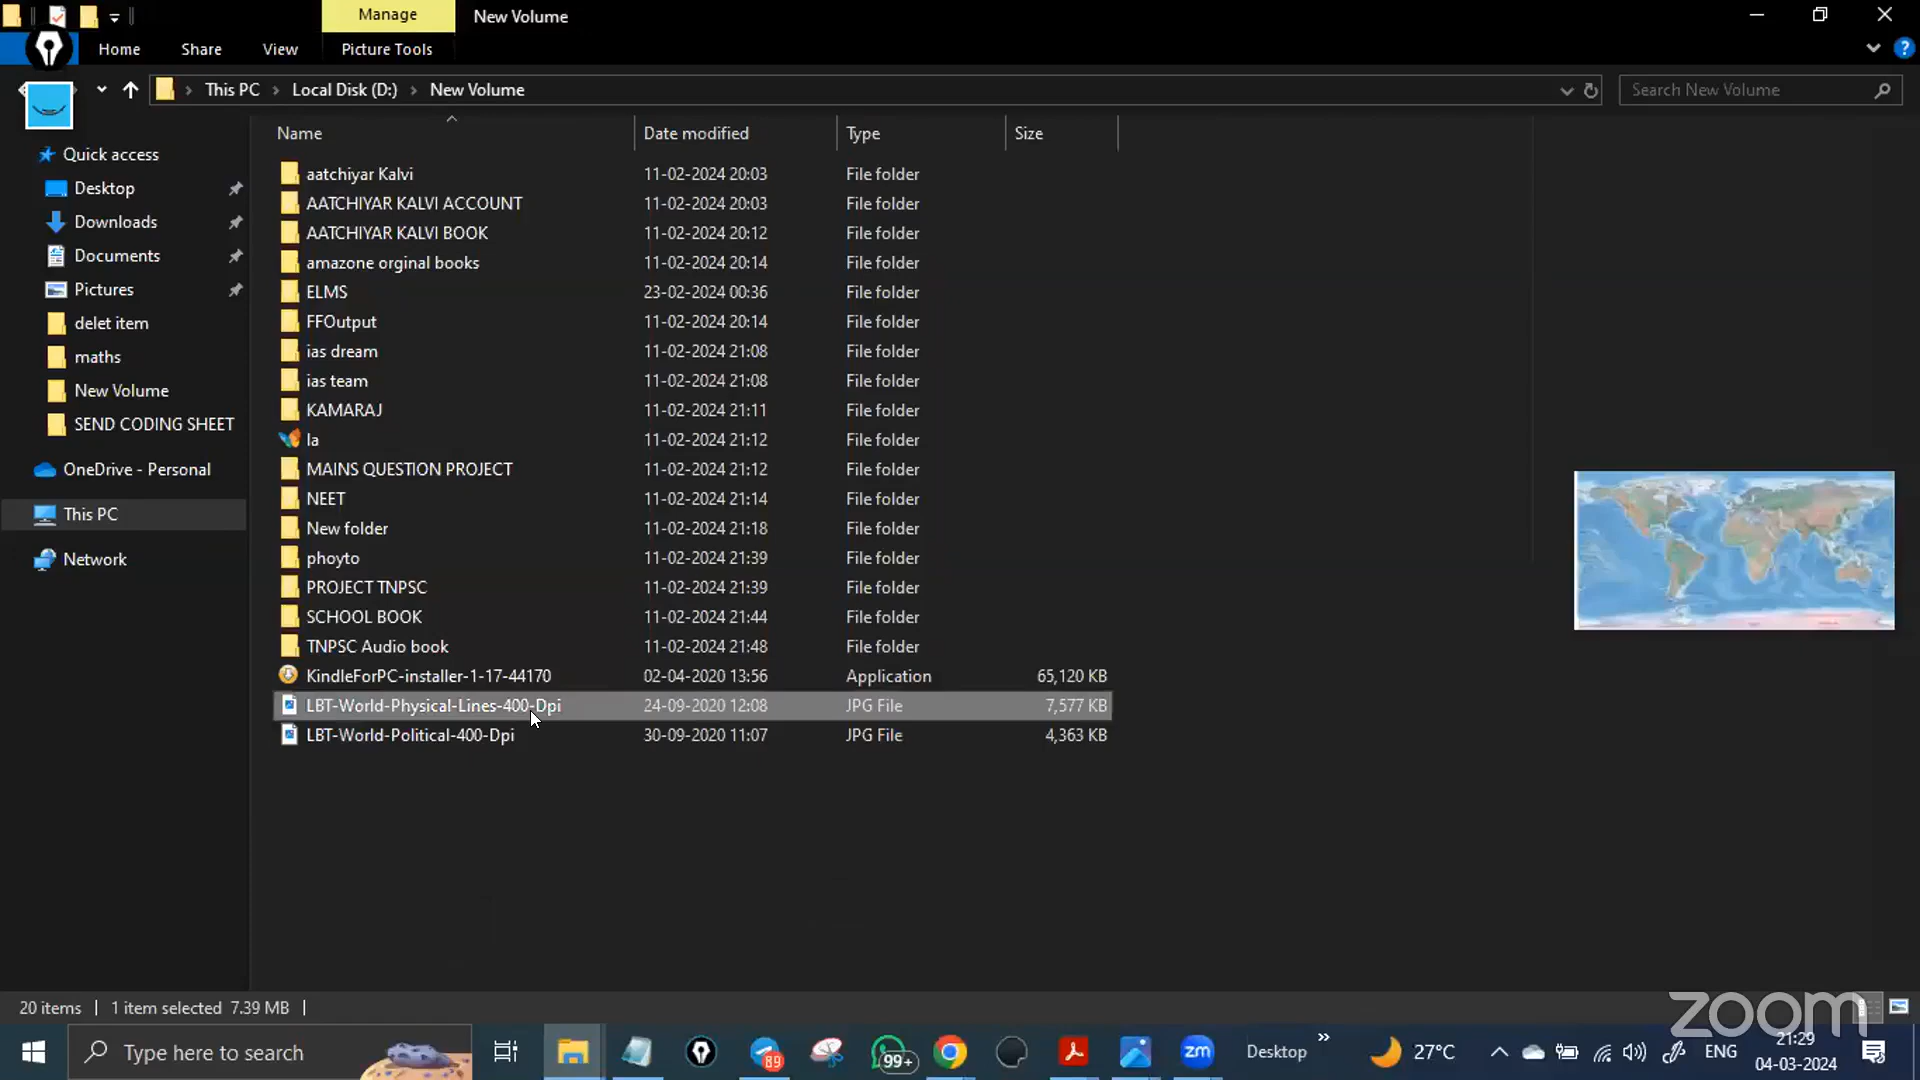 Manage
New Volume
Home
Share
View
Picture Tools
This PC
Local Disk (D:)
New Volume
Search New Volume
Name
Date modified
Type
Size
Quick access
Desktop
Downloads
Documents
Pictures
delet item
maths
New Volume
SEND CODING SHEET
OneDrive - Personal
This PC
Network
aatchiyar Kalvi 11-02-2024 20:03 File folder
AATCHIYAR KALVI ACCOUNT 11-02-2024 20:03 File folder
AATCHIYAR KALVI BOOK 11-02-2024 20:12 File folder
amazone orginal books 11-02-2024 20:14 File folder
ELMS 23-02-2024 00:36 File folder
FFOutput 11-02-2024 20:14 File folder
ias dream 11-02-2024 21:08 File folder
ias team 11-02-2024 21:08 File folder
KAMARAJ 11-02-2024 21:11 File folder
la 11-02-2024 21:12 File folder
MAINS QUESTION PROJECT 11-02-2024 21:12 File folder
NEET 11-02-2024 21:14 File folder
New folder 11-02-2024 21:18 File folder
phoyto 11-02-2024 21:39 File folder
PROJECT TNPSC 11-02-2024 21:39 File folder
SCHOOL BOOK 11-02-2024 21:44 File folder
TNPSC Audio book 11-02-2024 21:48 File folder
KindleForPC-installer-1-17-44170 02-04-2020 13:56 Application 65,120 KB
LBT-World-Physical-Lines-400-Dpi 24-09-2020 12:08 JPG File 7,577 KB
LBT-World-Political-400-Dpi 30-09-2020 11:07 JPG File 4,363 KB
20 items 1 item selected 7.39 MB
zoom
Type here to search
89
99+
zm
Desktop
27°C
ENG
21:29
04-03-2024